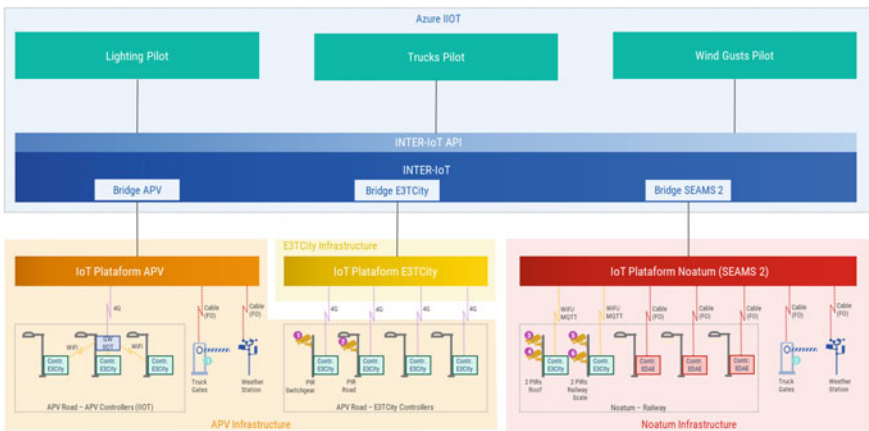 Azure IIOT
Lighting Pilot
Trucks Pilot
Wind Gusts Pilot
INTER-IoT API
INTER-IoT
Bridge APV
Bridge E3TCity
Bridge SEAMS 2
E3TCity Infrastructure
IoT Plataform APV
IoT Plataform E3TCity
IoT Plataform Noatum (SEAMS 2)
4G
Cable
(FO)
Cable
(FO)
4G
4G
4G
4G
WiFi/
MQTT
WiFi/
MQTT
Cable
(FO)
Cable
(FO)
Cable
(FO)
Cable
(FO)
Cable
(FO)
WiFi
GW
IIOT
WiFi
Contr.
E3City
Contr.
E3City
Contr.
E3City
Truck
Gates
Weather
Station
APV Road – APV Controllers (IIOT)
1
2
Contr.
E3City
Contr.
E3City
Contr.
E3City
Contr.
E3City
PIR
Switchgear
PIR
Road
APV Road – E3TCity Controllers
3
4
5
6
Contr.
E3City
Contr.
E3City
Contr.
EDAE
Contr.
EDAE
Contr.
EDAE
2 PIRs
Roof
2 PIRs
Railway
Scale
Truck
Gates
Weather
Station
Noatum – Railway
APV Infrastructure
Noatum Infrastructure